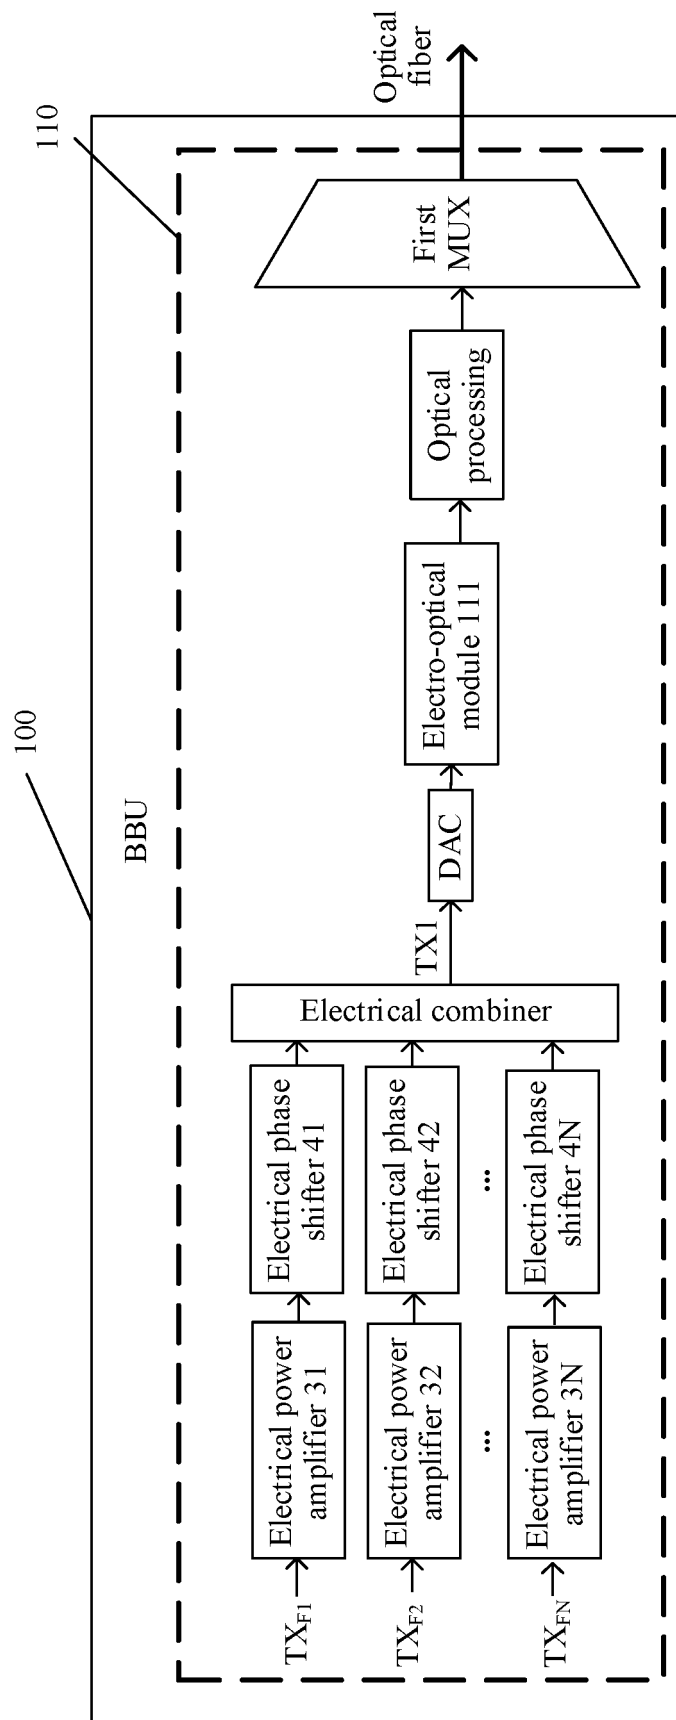 100
110
BBU
TXF1
Electrical power
amplifier 31
Electrical phase
shifter 41
TXF2
Electrical power
amplifier 32
Electrical phase
shifter 42
...
...
TXFN
Electrical power
amplifier 3N
Electrical phase
shifter 4N
Electrical combiner
TX1
DAC
Electro-optical
module 111
Optical
processing
First
MUX
Optical
fiber